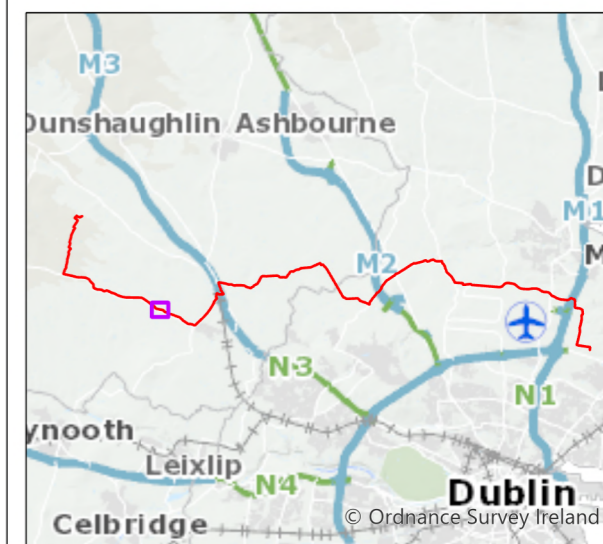 M3
Dunshaughlin Ashbourne
D
M1
M2
M
N3
N1
ynooth
Leixlip
N4
Dublin
Celbridge
© Ordnance Survey Ireland